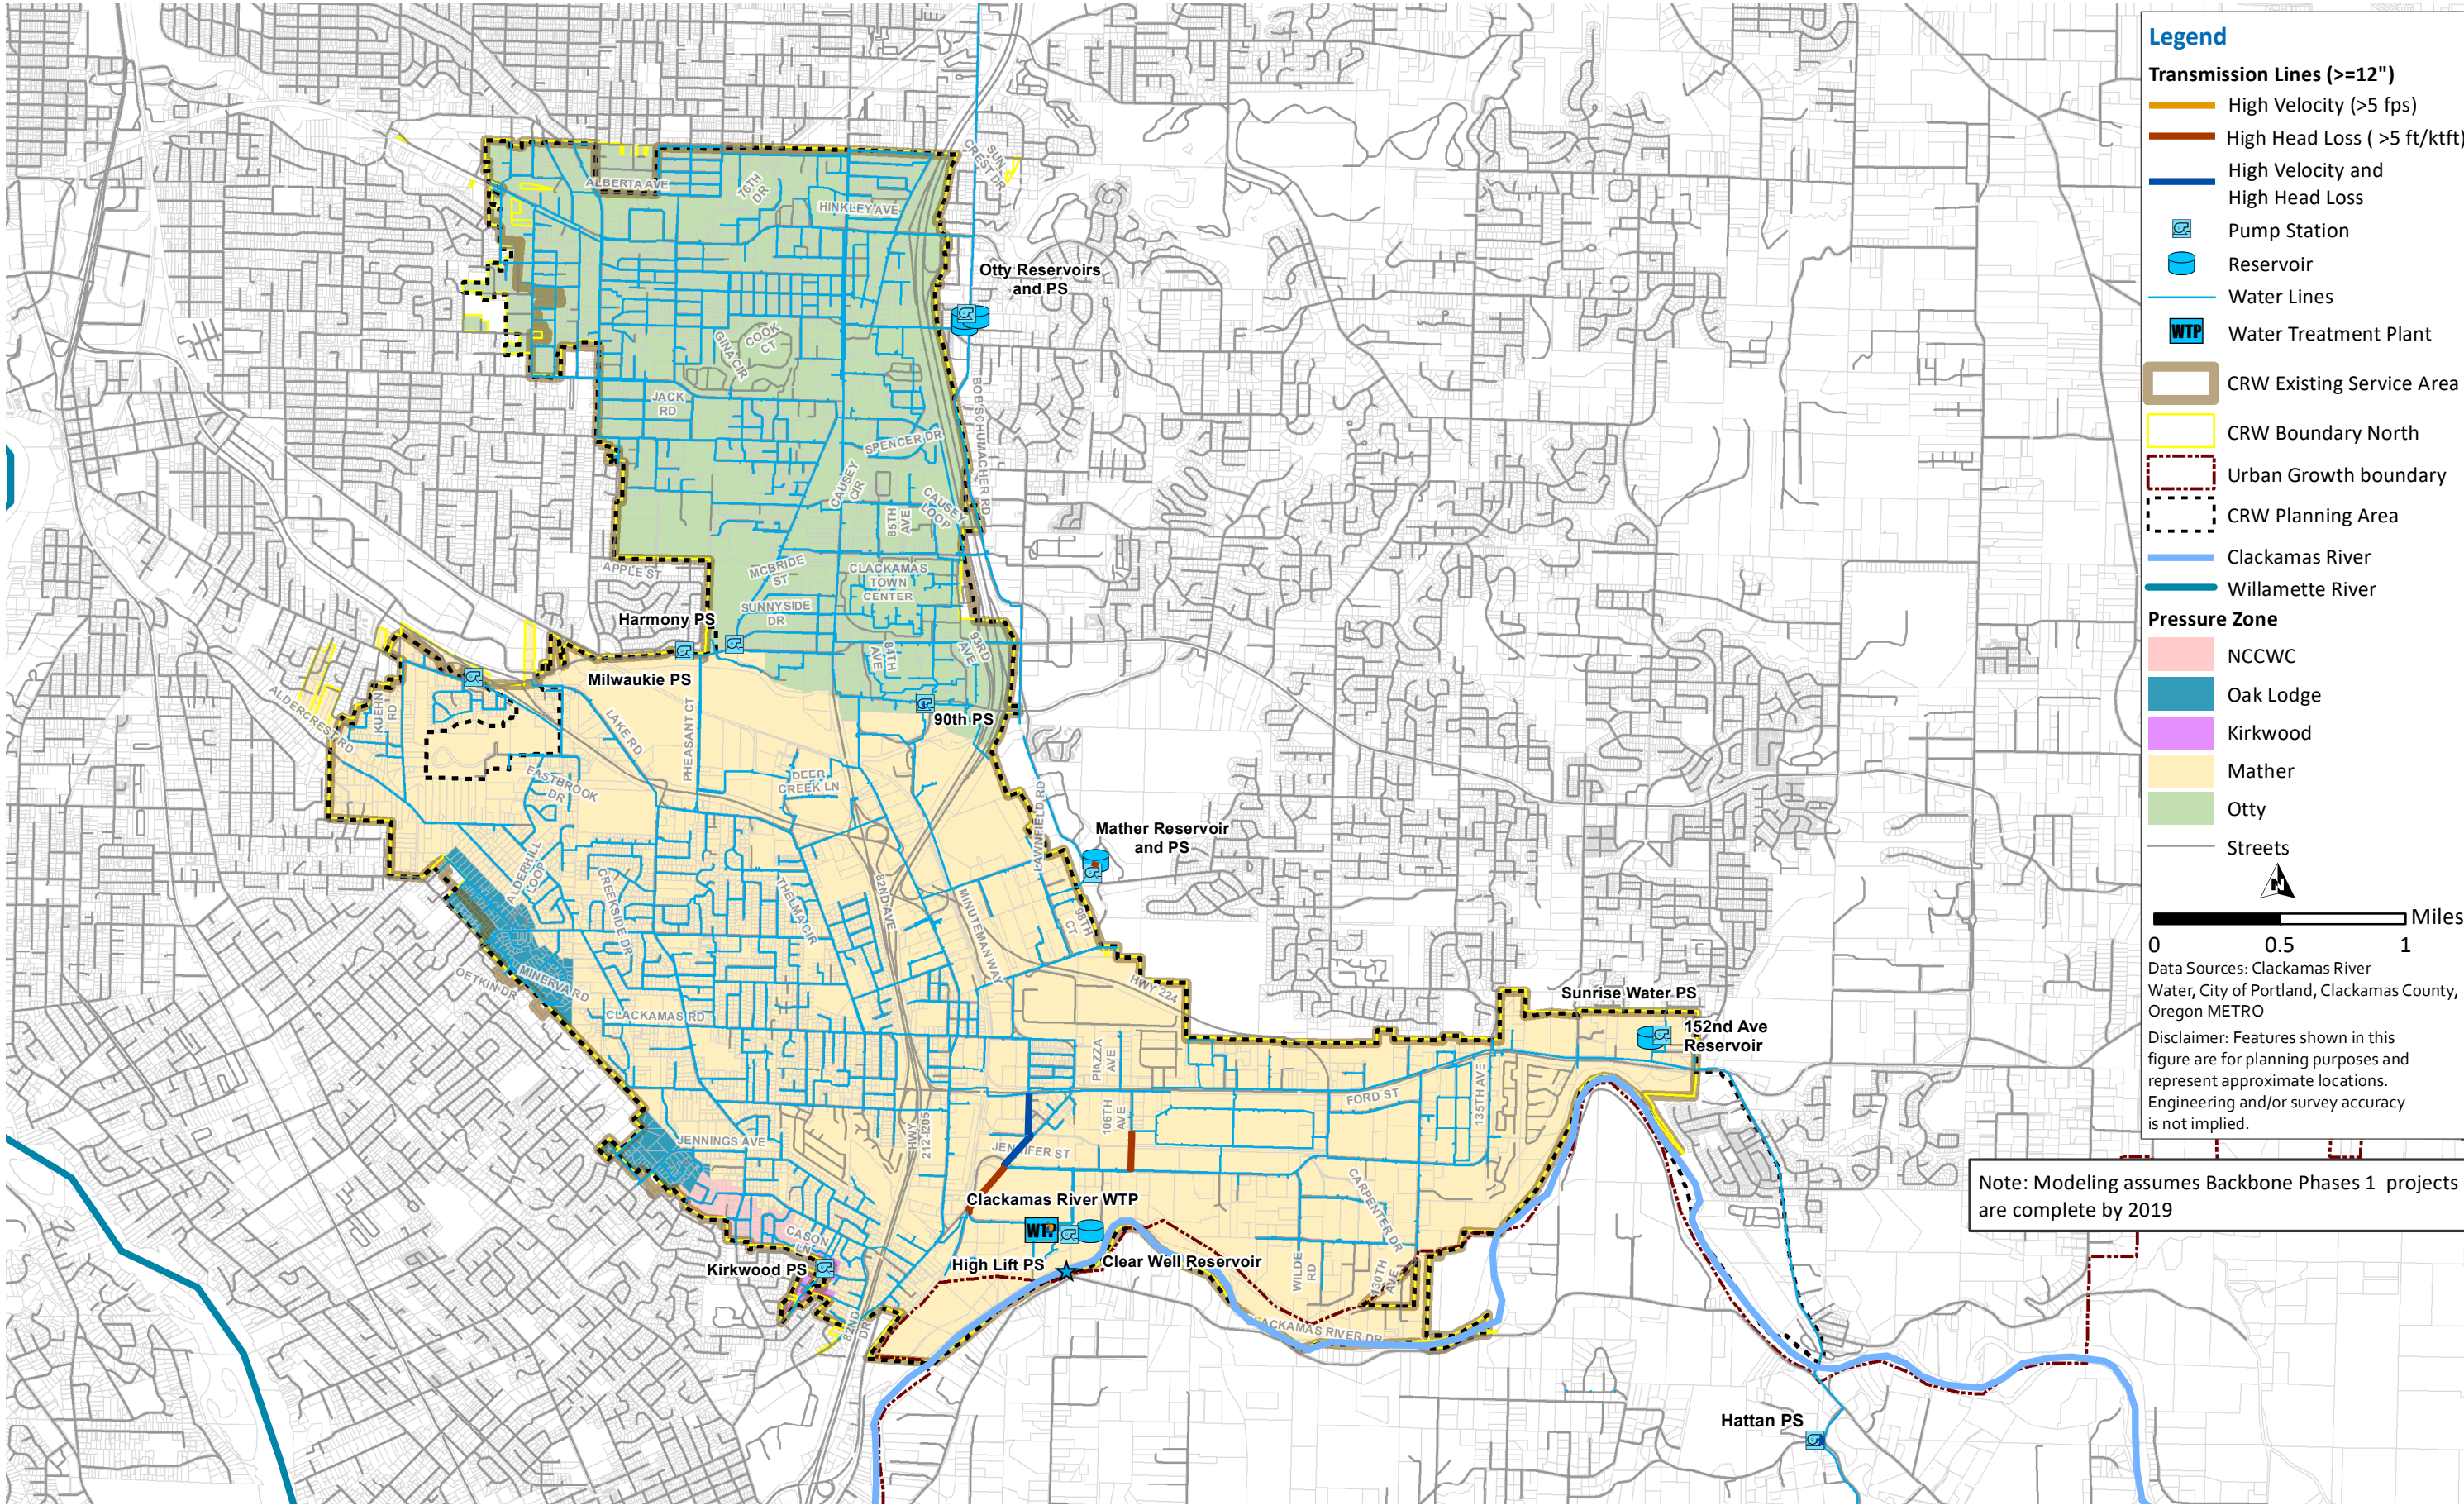 ALBERTA AVE
76TH
DR
HINKLEY AVE
SUN
CREST DR
Otty Reservoirs
and PS
COOK
CT
GINA CIR
JACK
RD
BOB SCHUMACHER RD
SPENCER DR
CAUSEY
CIR
CAUSEY
LOOP
85TH
AVE
APPLE ST
MCBRIDE
ST
CLACKAMAS
TOWN
CENTER
SUNNYSIDE
DR
Harmony PS
84TH
AVE
93RD
AVE
Milwaukie PS
90th PS
KUEHN
RD
ALDERCREST RD
LAKE RD
PHEASANT CT
EASTBROOK
DR
DEER
CREEK LN
LAWNFIELD RD
Mather Reservoir
and PS
ALDERHILL
LOOP
CREEKSIDE DR
THELMA CIR
82ND AVE
MINUTEMAN WAY
98TH
CT
MINERVA RD
OETKIN DR
HWY 224
Sunrise Water PS
CLACKAMAS RD
152nd Ave
Reservoir
PIAZZA
AVE
135TH AVE
FORD ST
106TH
AVE
HWY
212-I205
JENNINGS AVE
JENNIFER ST
CARPENTER DR
Clackamas River WTP
WTP
CASON
LN
Kirkwood PS
High Lift PS
Clear Well Reservoir
WILDE
RD
130TH
AVE
82ND
DR
CLACKAMAS RIVER DR
Hattan PS
Legend
Transmission Lines (>=12")
High Velocity (>5 fps)
High Head Loss ( >5 ft/ktft)
High Velocity and
High Head Loss
Pump Station
Reservoir
Water Lines
WTP
Water Treatment Plant
CRW Existing Service Area
CRW Boundary North
Urban Growth boundary
CRW Planning Area
Clackamas River
Willamette River
Pressure Zone
NCCWC
Oak Lodge
Kirkwood
Mather
Otty
Streets
N
Miles
0 0.5 1
Data Sources: Clackamas River
Water, City of Portland, Clackamas County,
Oregon METRO
Disclaimer: Features shown in this
figure are for planning purposes and
represent approximate locations.
Engineering and/or survey accuracy
is not implied.
Note: Modeling assumes Backbone Phases 1 projects
are complete by 2019